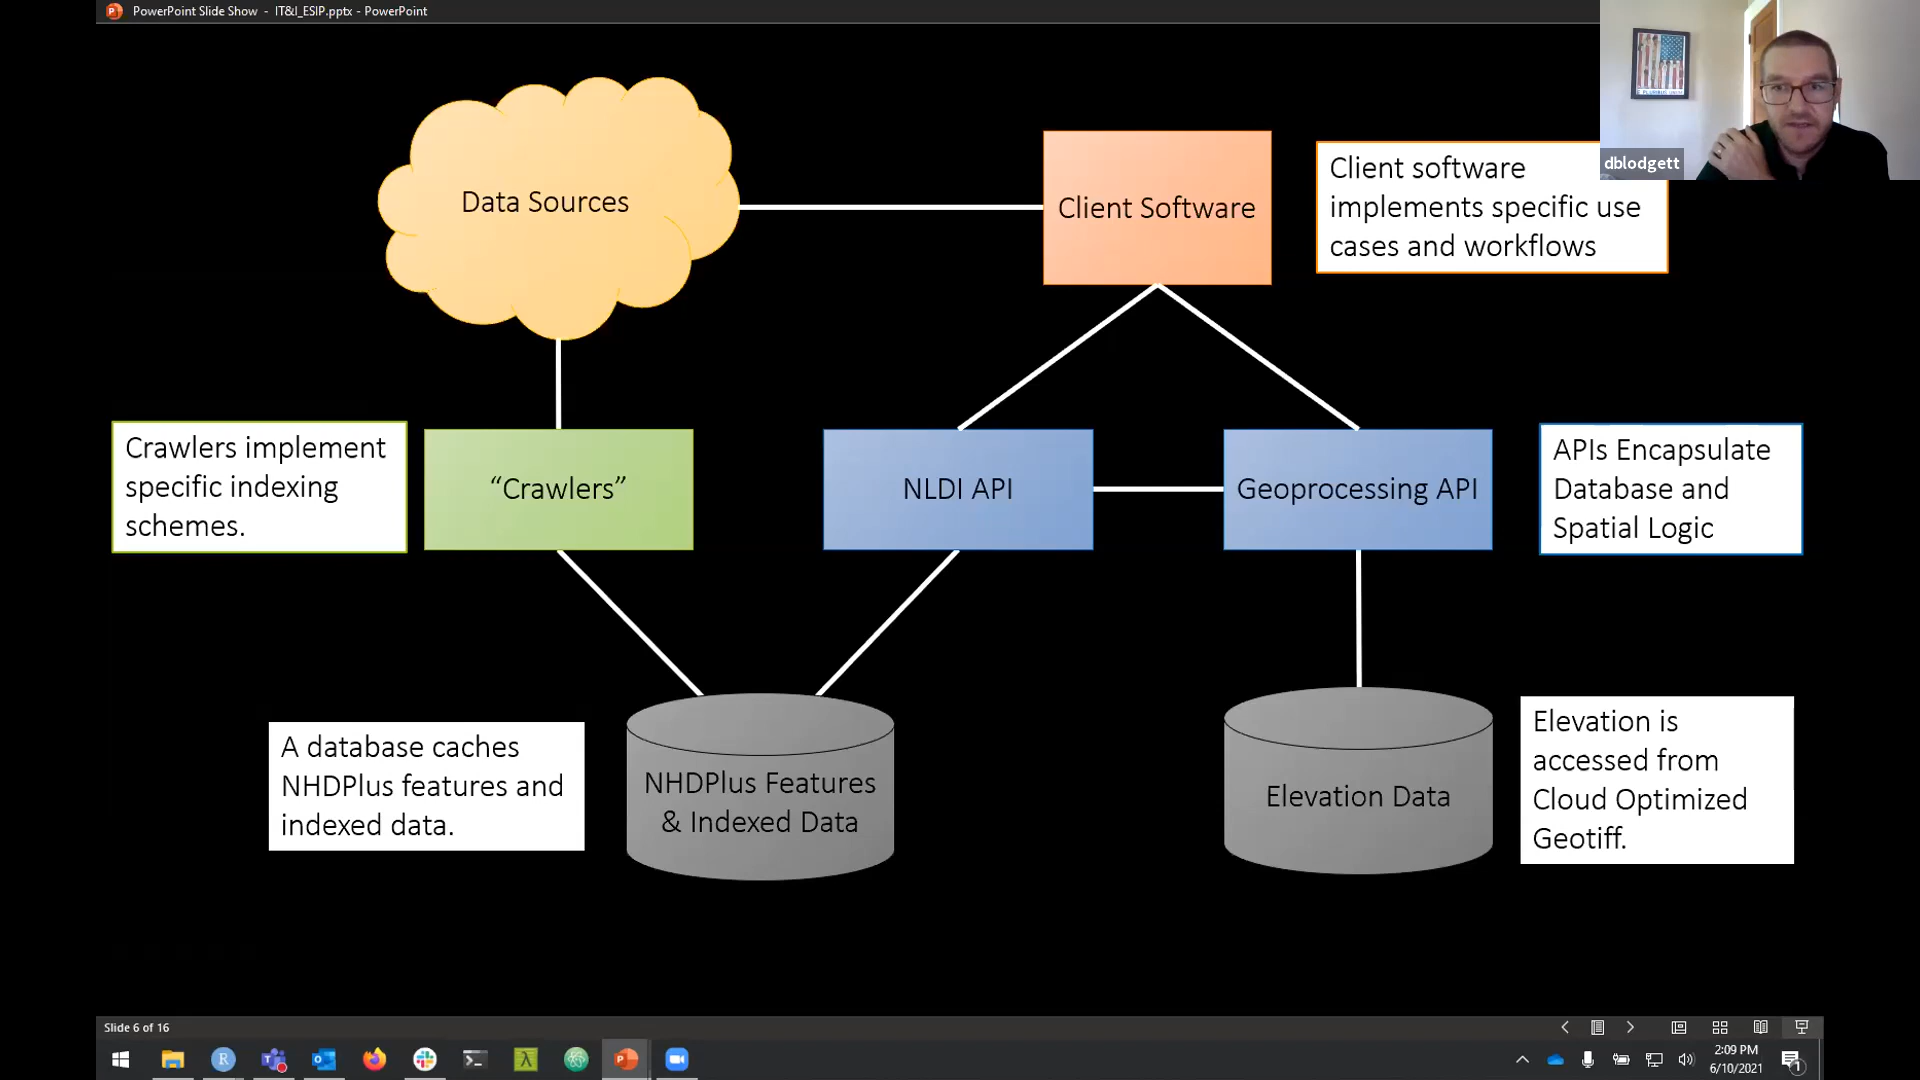 PowerPoint Slide Show - IT&I_ESIP.pptx - PowerPoint
dblodgett
Data Sources
Client Software
Client software
implements specific use
cases and workflows
Crawlers implement
specific indexing
schemes.
“Crawlers”
NLDI API
Geoprocessing API
APIs Encapsulate
Database and
Spatial Logic
A database caches
NHDPlus features and
indexed data.
NHDPlus Features
& Indexed Data
Elevation Data
Elevation is
accessed from
Cloud Optimized
Geotiff.
Slide 6 of 16
2:09 PM
6/10/2021
1